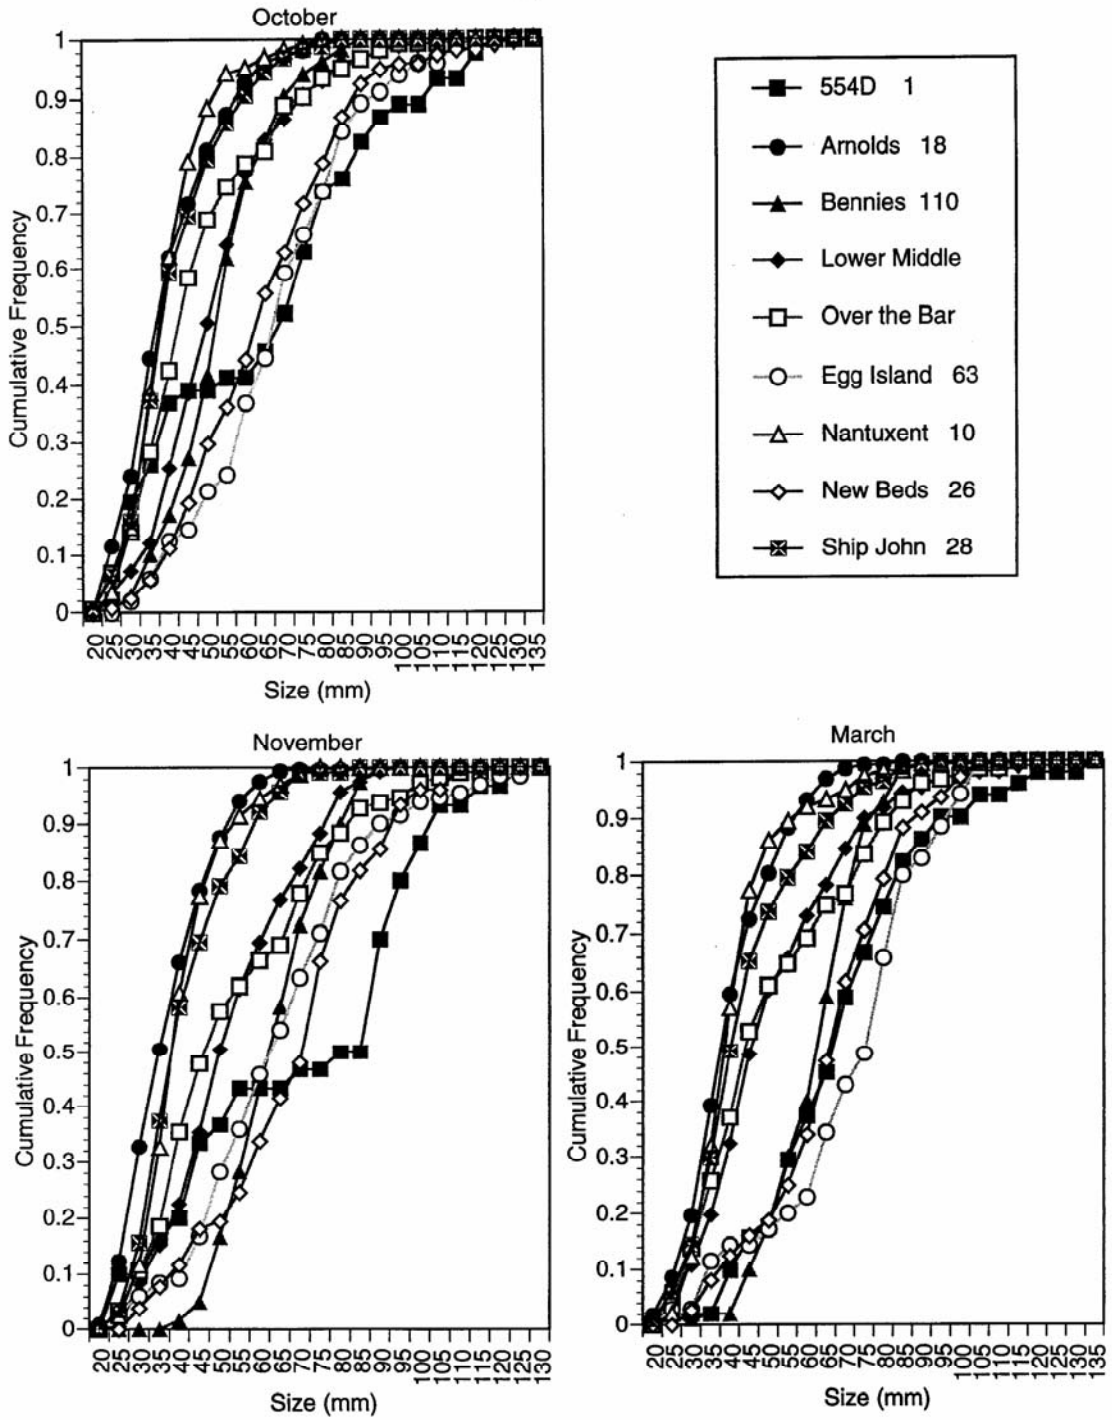 October
1
0.9
0.8
0.7
0.6
0.5
0.4
0.3
0.2
0.1
0
Cumulative Frequency
20 25 30 35 40 45 50 55 60 65 70 75 80 85 90 95 100 105 110 115 120 125 130 135
Size (mm)
554D 1
Arnolds 18
Bennies 110
Lower Middle
Over the Bar
Egg Island 63
Nantuxent 10
New Beds 26
Ship John 28
November
1
0.9
0.8
0.7
0.6
0.5
0.4
0.3
0.2
0.1
0
Cumulative Frequency
20 25 30 35 40 45 50 55 60 65 70 75 80 85 90 95 100 105 110 115 120 125 130
Size (mm)
March
1
0.9
0.8
0.7
0.6
0.5
0.4
0.3
0.2
0.1
0
Cumulative Frequency
20 25 30 35 40 45 50 55 60 65 70 75 80 85 90 95 100 105 110 115 120 125 130 135
Size (mm)